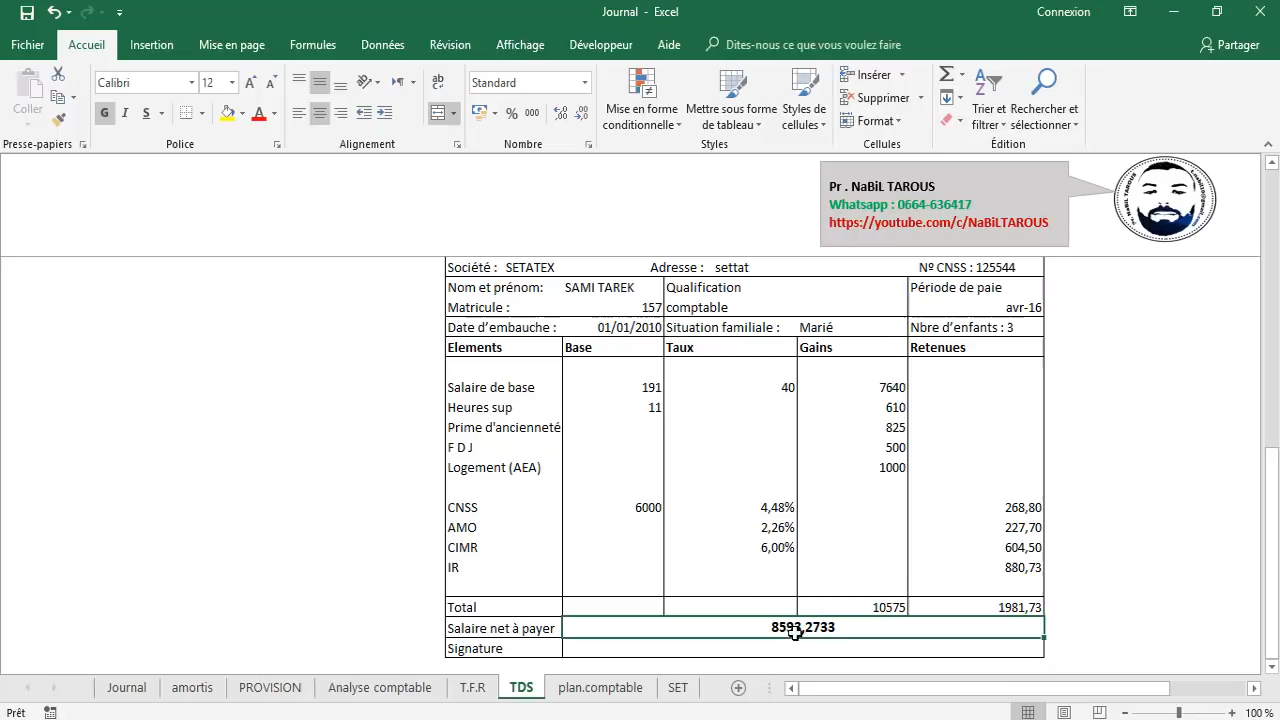 Journal - Excel
Connexion
Fichier Accueil Insertion Mise en page Formules Données Révision Affichage Développeur Aide Dites-nous ce que vous voulez faire Partager
Coller
Calibri 12
G I S
ab
Standard
% 000
Mise en forme conditionnelle
Mettre sous forme de tableau
Styles de cellules
Insérer
Supprimer
Format
Trier et filtrer
Rechercher et sélectionner
Presse-papiers Police Alignement Nombre Styles Cellules Édition
Pr . NaBiL TAROUS
Whatsapp : 0664-636417
https://youtube.com/c/NaBiLTAROUS
Société : SETATEX Adresse : settat Nº CNSS : 125544
Nom et prénom: SAMI TAREK Qualification Période de paie
Matricule : 157 comptable avr-16
Date d'embauche : 01/01/2010 Situation familiale : Marié Nbre d'enfants : 3
Elements Base Taux Gains Retenues
Salaire de base 191 40 7640
Heures sup 11 610
Prime d'ancienneté 825
F D J 500
Logement (AEA) 1000
CNSS 6000 4,48% 268,80
AMO 2,26% 227,70
CIMR 6,00% 604,50
IR 880,73
Total 10575 1981,73
Salaire net à payer 8593,2733
Signature
Journal amortis PROVISION Analyse comptable T.F.R TDS plan.comptable SET
Prêt
100 %